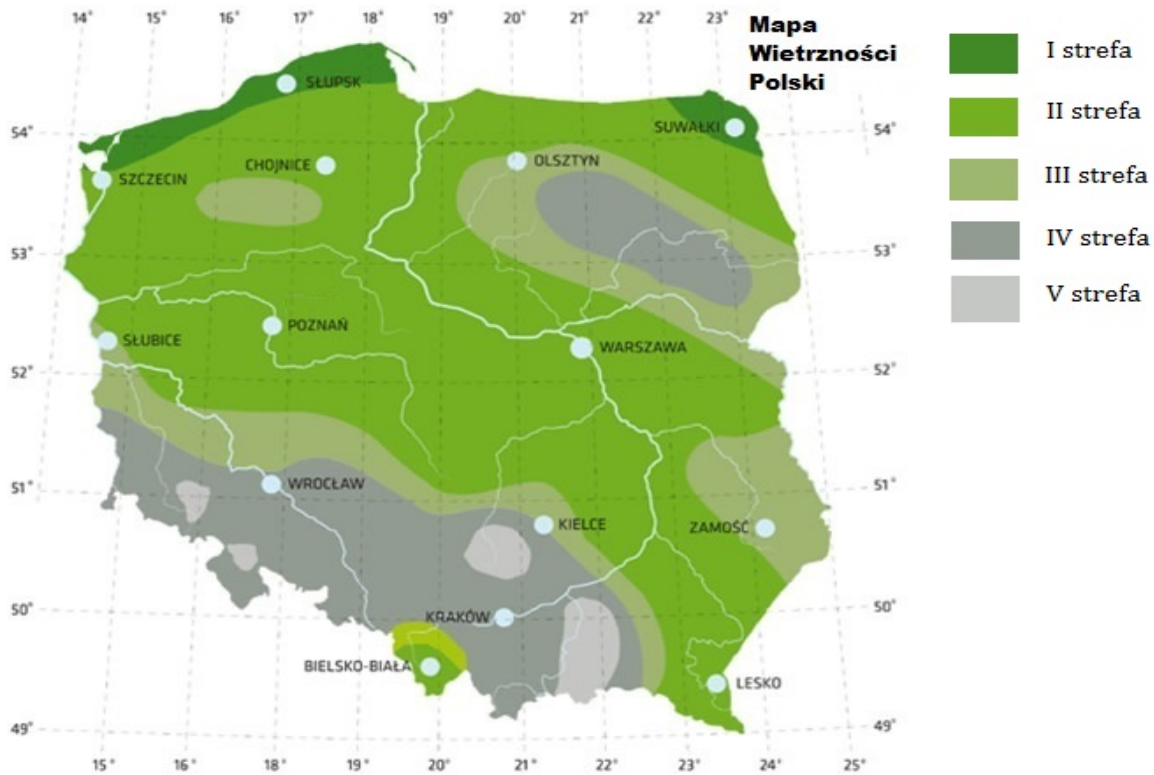 14° 15° 16° 17° 18° 19° 20° 21° 22° 23°
Mapa
Wietrzności
Polski
I strefa
II strefa
III strefa
IV strefa
V strefa
SŁUPSK
54° SUWAŁKI 54°
CHOJNICE OLSZTYN
SZCZECIN
53° 53°
POZNAŃ
SŁUBICE WARSZAWA
52° 52°
51° WROCŁAW 51°
KIELCE ZAMOŚĆ
50° KRAKÓW 50°
BIELSKO-BIAŁA LESKO
49° 49°
15° 16° 17° 18° 19° 20° 21° 22° 23° 24° 25°